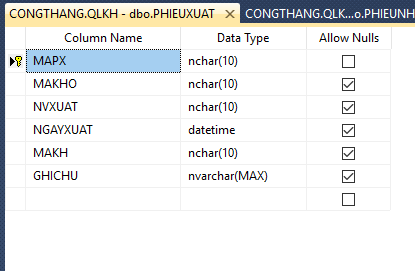 CONGTHANG.QLKH - dbo.PHIEUXUAT CONGTHANG.QLK...o.PHIEUNH
Column Name Data Type Allow Nulls
MAPX nchar(10)
MAKHO nchar(10)
NVXUAT nchar(10)
NGAYXUAT datetime
MAKH nchar(10)
GHICHU nvarchar(MAX)